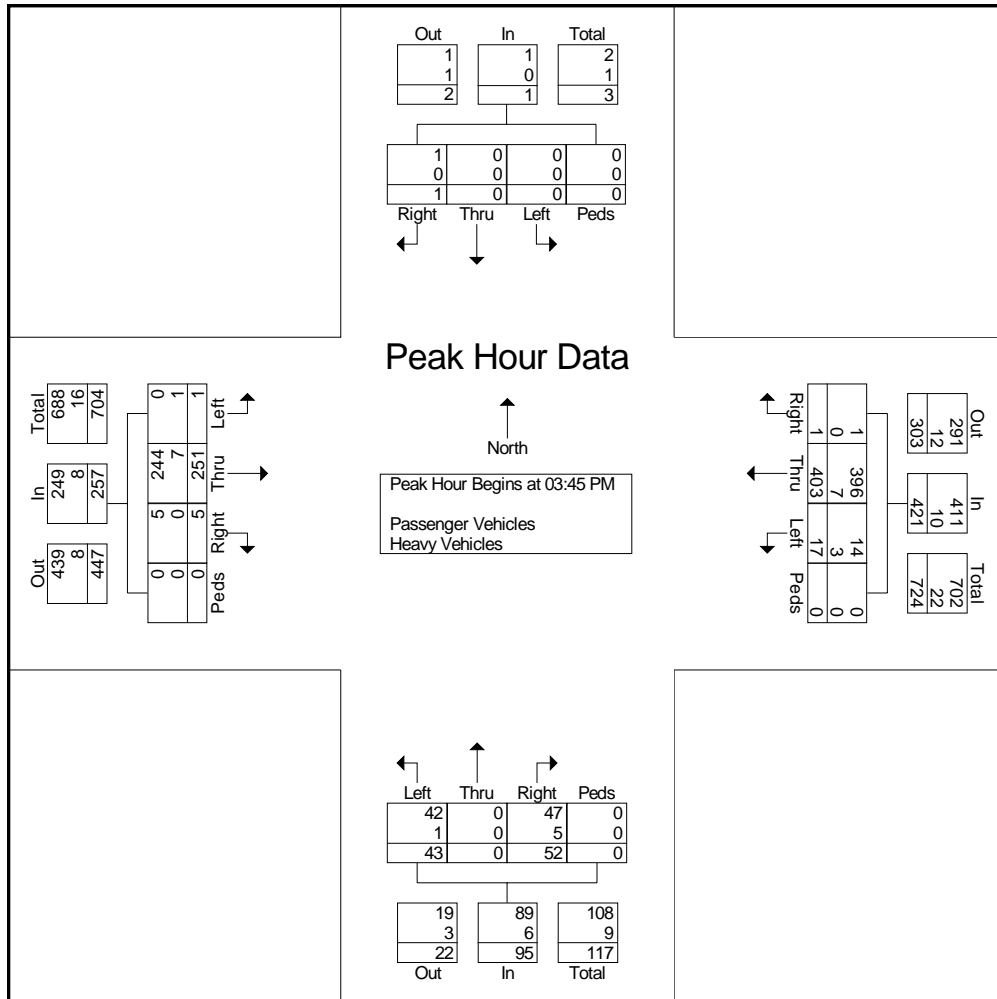 Out In Total
1 1 2
1 0 1
2 1 3
1 0 0 0
0 0 0 0
1 0 0 0
Right Thru Left Peds
Peak Hour Data
North
Peak Hour Begins at 03:45 PM
Passenger Vehicles
Heavy Vehicles
Left Thru Right Peds
1 251 5 0
1 7 0 0
0 244 5 0
Out In Total
447 257 704
8 8 16
439 249 688
Right Thru Left Peds
1 396 14 0
0 7 3 0
1 403 17 0
Out In Total
291 411 702
12 10 22
303 421 724
Left Thru Right Peds
42 0 47 0
1 0 5 0
43 0 52 0
19 89 108
3 6 9
22 95 117
Out In Total